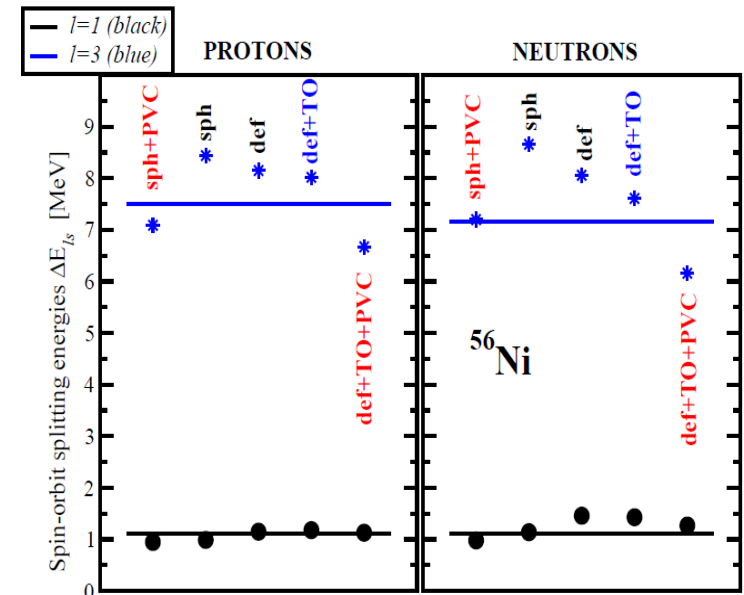 l=1 (black)
l=3 (blue)
PROTONS
NEUTRONS
Spin-orbit splitting energies ΔE_ls [MeV]
9
8
7
6
5
4
3
2
1
0
sph+PVC
sph
def
def+TO
def+TO+PVC
sph+PVC
sph
def
def+TO
def+TO+PVC
⁵⁶Ni